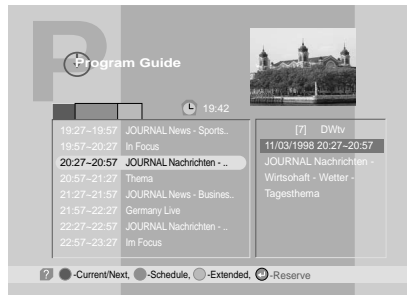 P
Program Guide
19:42
19:27~19:57 JOURNAL News - Sports..
19:57~20:27 In Focus
20:27~20:57 JOURNAL Nachrichten - ..
20:57~21:27 Thema
21:27~21:57 JOURNAL News - Busines..
21:57~22:27 Germany Live
22:27~22:57 JOURNAL Nachrichten - ..
22:57~23:27 Im Focus
[7] DWtv
11/03/1998 20:27~20:57
JOURNAL Nachrichten -
Wirtschaft - Wetter -
Tagesthema
? -Current/Next, -Schedule, -Extended, -Reserve